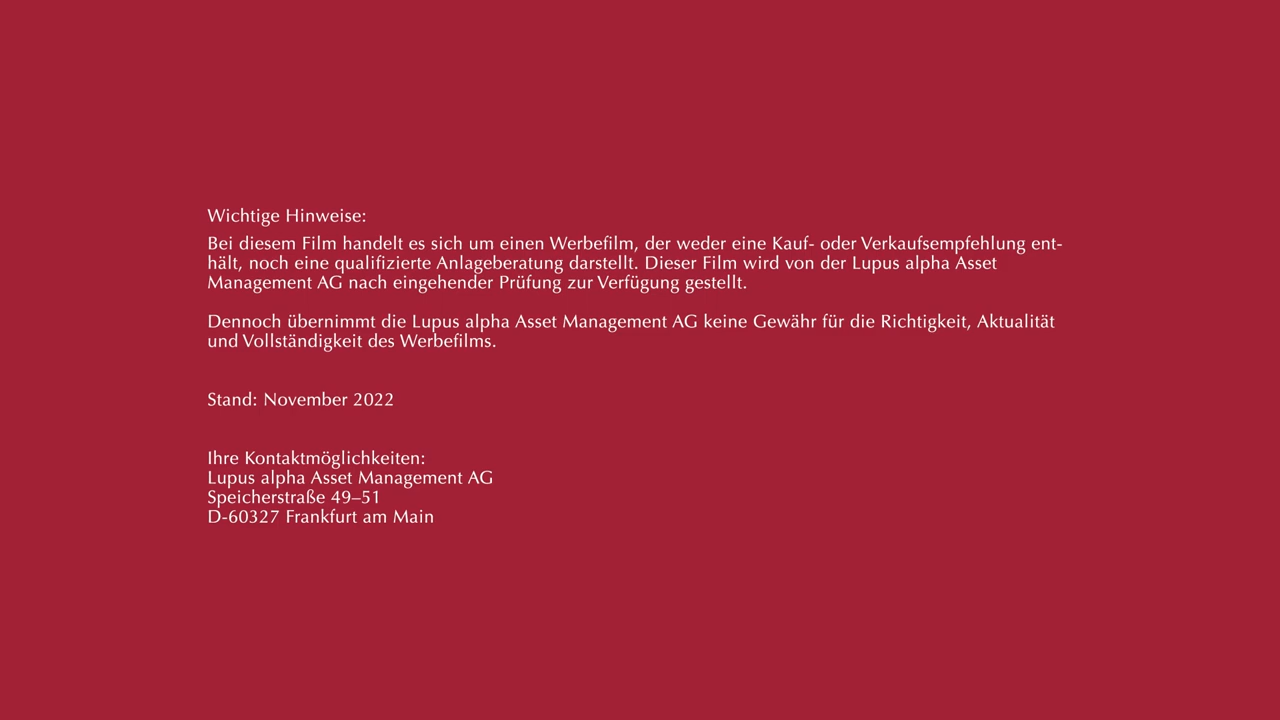 Wichtige Hinweise:
Bei diesem Film handelt es sich um einen Werbefilm, der weder eine Kauf- oder Verkaufsempfehlung ent-
hält, noch eine qualifizierte Anlageberatung darstellt. Dieser Film wird von der Lupus alpha Asset
Management AG nach eingehender Prüfung zur Verfügung gestellt.
Dennoch übernimmt die Lupus alpha Asset Management AG keine Gewähr für die Richtigkeit, Aktualität
und Vollständigkeit des Werbefilms.
Stand: November 2022
Ihre Kontaktmöglichkeiten:
Lupus alpha Asset Management AG
Speicherstraße 49–51
D-60327 Frankfurt am Main